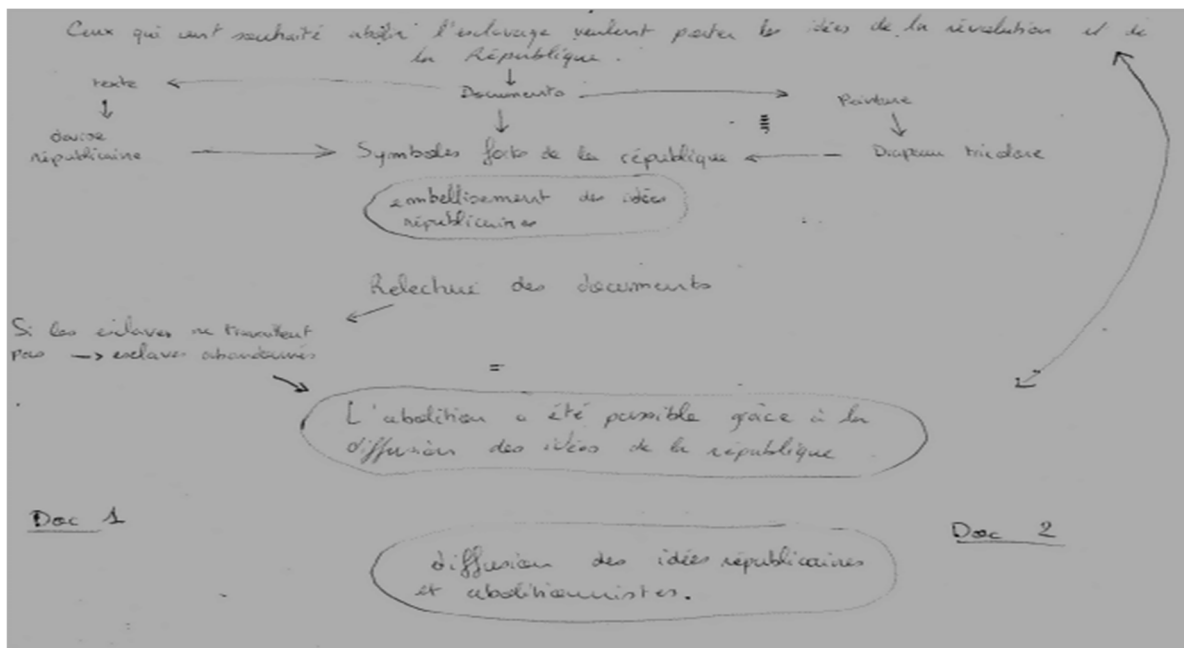 Ceux qui ont souhaité abolir l'esclavage veulent porter les idées de la révolution et de
la République.
texte
Documents
Peinture
devise
républicaine
Symboles forts de la république
Drapeau tricolore
embellisement des idées
républicaines
Relecture des documents
Si les esclaves ne travaillent
pas → esclaves abandonnés
=
L'abolition a été possible grâce à la
diffusion des idées de la république
Doc 1
Doc 2
diffusion des idées républicaines
et abolitionnistes.